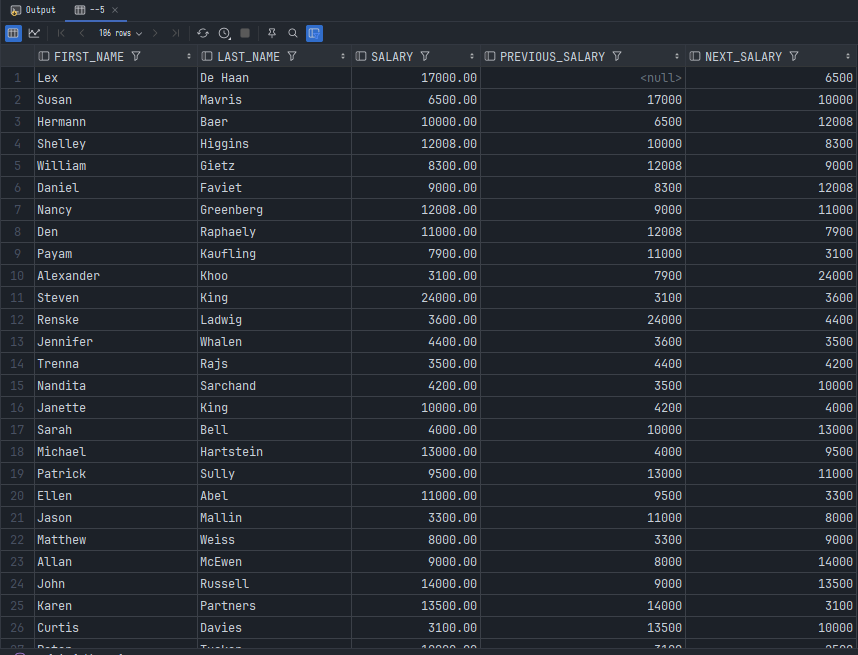 Output --5
106 rows
FIRST_NAME LAST_NAME SALARY PREVIOUS_SALARY NEXT_SALARY
1 Lex De Haan 17000.00 <null> 6500
2 Susan Mavris 6500.00 17000 10000
3 Hermann Baer 10000.00 6500 12008
4 Shelley Higgins 12008.00 10000 8300
5 William Gietz 8300.00 12008 9000
6 Daniel Faviet 9000.00 8300 12008
7 Nancy Greenberg 12008.00 9000 11000
8 Den Raphaely 11000.00 12008 7900
9 Payam Kaufling 7900.00 11000 3100
10 Alexander Khoo 3100.00 7900 24000
11 Steven King 24000.00 3100 3600
12 Renske Ladwig 3600.00 24000 4400
13 Jennifer Whalen 4400.00 3600 3500
14 Trenna Rajs 3500.00 4400 4200
15 Nandita Sarchand 4200.00 3500 10000
16 Janette King 10000.00 4200 4000
17 Sarah Bell 4000.00 10000 13000
18 Michael Hartstein 13000.00 4000 9500
19 Patrick Sully 9500.00 13000 11000
20 Ellen Abel 11000.00 9500 3300
21 Jason Mallin 3300.00 11000 8000
22 Matthew Weiss 8000.00 3300 9000
23 Allan McEwen 9000.00 8000 14000
24 John Russell 14000.00 9000 13500
25 Karen Partners 13500.00 14000 3100
26 Curtis Davies 3100.00 13500 10000